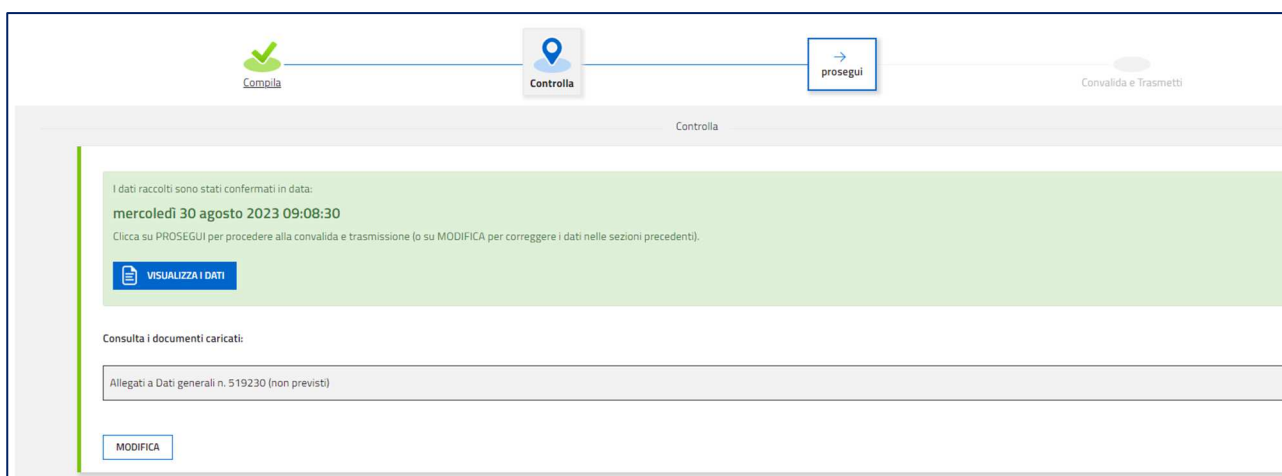 Compila
Controlla
prosegui
Convalida e Trasmetti
Controlla
I dati raccolti sono stati confermati in data:
mercoledì 30 agosto 2023 09:08:30
Clicca su PROSEGUI per procedere alla convalida e trasmissione (o su MODIFICA per correggere i dati nelle sezioni precedenti).
VISUALIZZA I DATI
Consulta i documenti caricati:
Allegati a Dati generali n. 519230 (non previsti)
MODIFICA